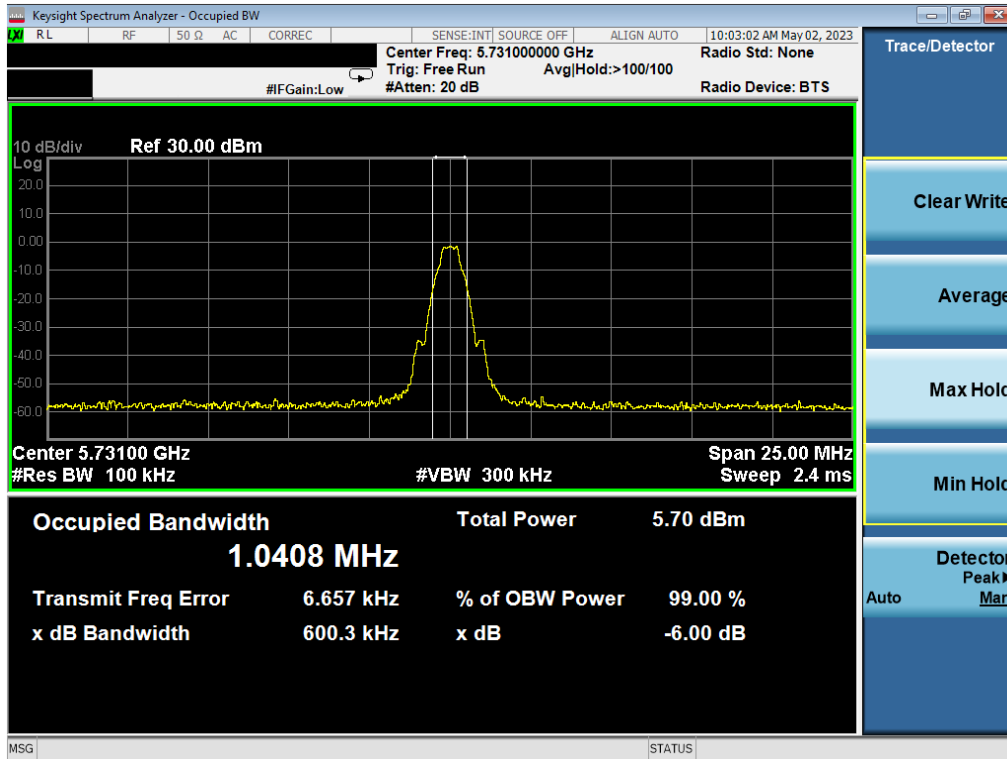 Keysight Spectrum Analyzer - Occupied BW
LXI RL RF 50 Ω AC CORREC SENSE:INT SOURCE OFF ALIGN AUTO 10:03:02 AM May 02, 2023
Center Freq: 5.731000000 GHz Radio Std: None
Trig: Free Run Avg|Hold:>100/100
#IFGain:Low #Atten: 20 dB Radio Device: BTS
Trace/Detector
10 dB/div Ref 30.00 dBm
Log
20.0
10.0
0.00
-10.0
-20.0
-30.0
-40.0
-50.0
-60.0
Center 5.73100 GHz Span 25.00 MHz
#Res BW 100 kHz #VBW 300 kHz Sweep 2.4 ms
Occupied Bandwidth Total Power 5.70 dBm
1.0408 MHz
Transmit Freq Error 6.657 kHz % of OBW Power 99.00 %
x dB Bandwidth 600.3 kHz x dB -6.00 dB
Clear Write
Average
Max Hold
Min Hold
Detector
Peak
Auto Man
MSG STATUS